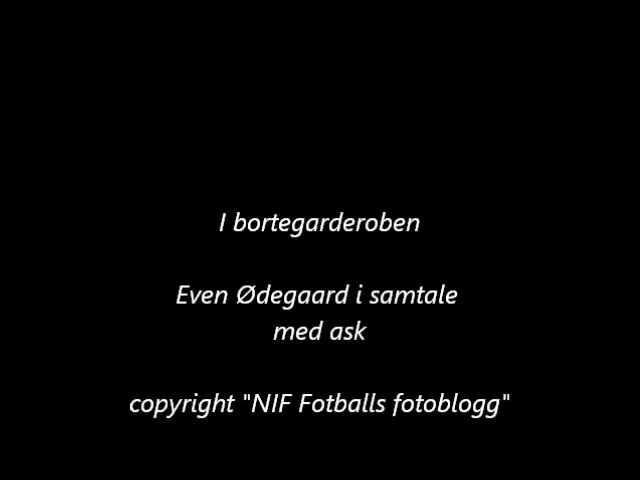 I bortegarderoben
Even Ødegaard i samtale
med ask
copyright "NIF Fotballs fotoblogg"